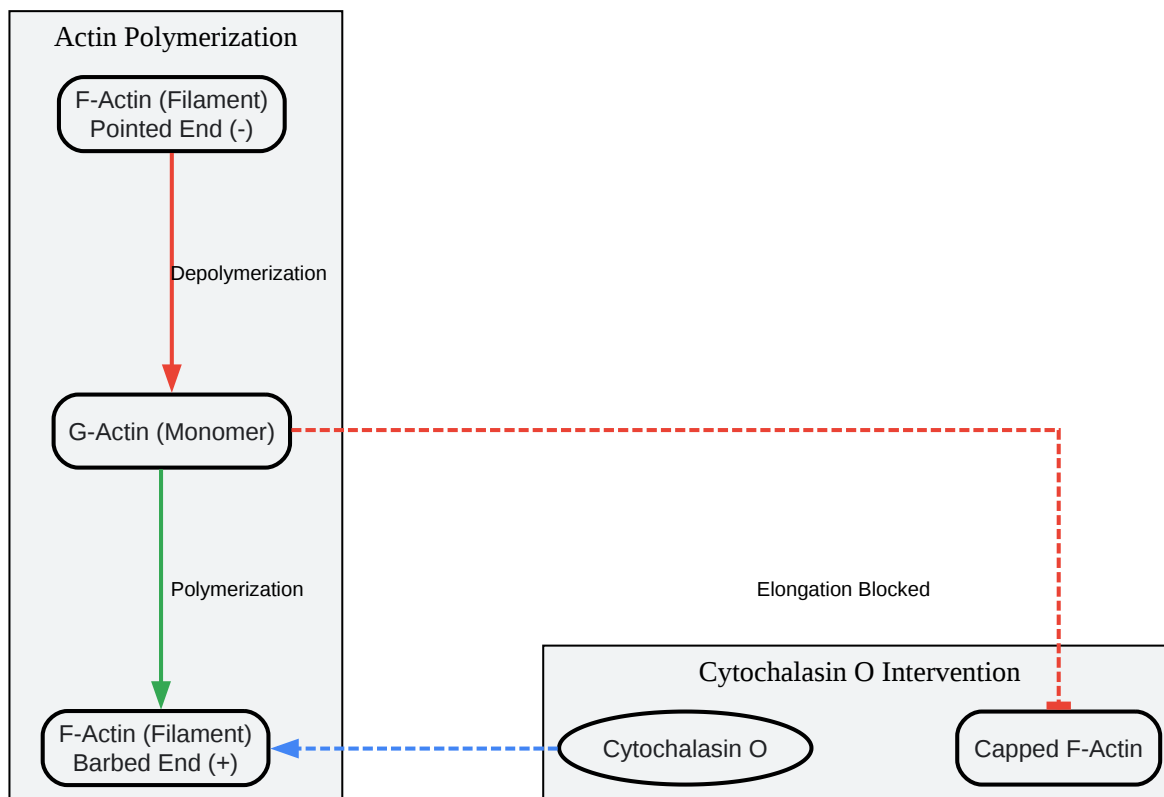 Actin Polymerization
F-Actin (Filament)
Pointed End (-)
Depolymerization
G-Actin (Monomer)
Polymerization
Elongation Blocked
Cytochalasin O Intervention
F-Actin (Filament)
Barbed End (+)
Cytochalasin O
Capped F-Actin